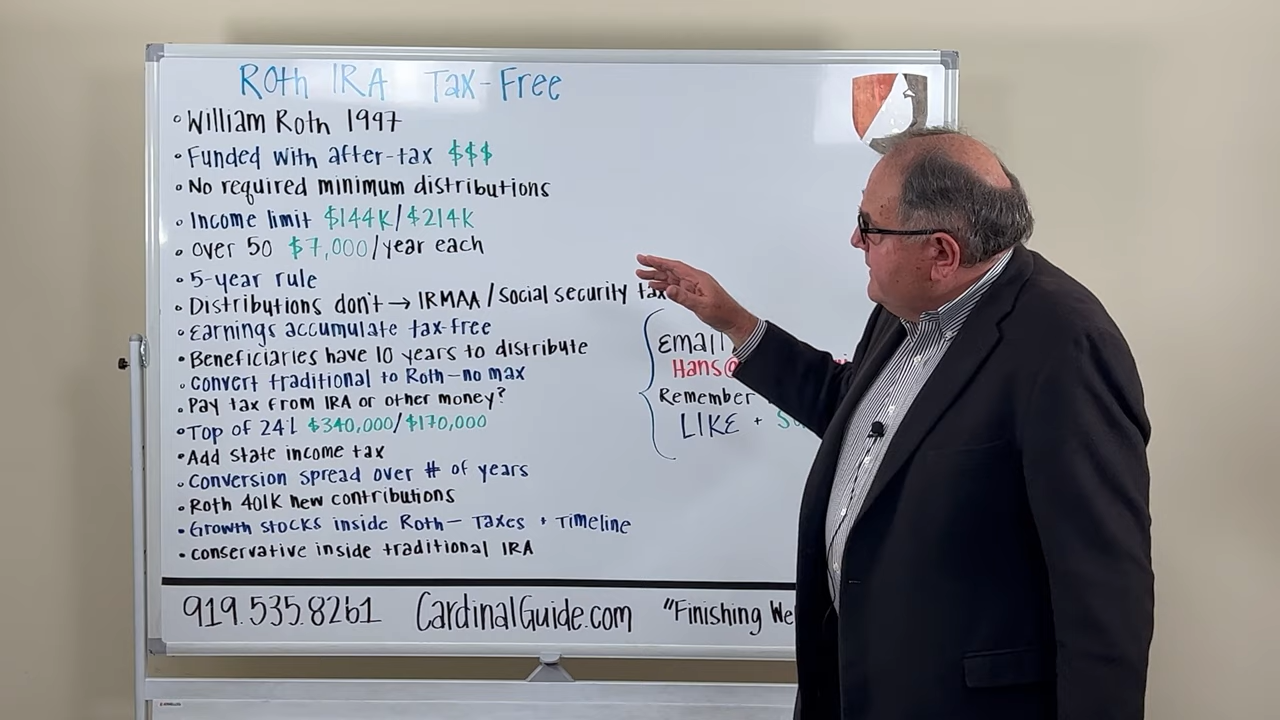 Roth IRA Tax-Free
• William Roth 1997
• Funded with after-tax $$$
• No required minimum distributions
• Income limit $144K/$214K
• over 50 $7,000/year each
• 5-year rule
• Distributions don't → IRMAA/Social security tax
• Earnings accumulate tax-free
• Beneficiaries have 10 years to distribute
• Convert traditional to Roth-no max
• Pay tax from IRA or other money?
• Top of 24% $340,000/$170,000
• Add State income tax
• Conversion spread over # of years
• Roth 401K new contributions
• Growth stocks inside Roth- Taxes + Timeline
• conservative inside traditional IRA
Email
Hans@
Remember
LIKE +
919.535.8261 CardinalGuide.com "Finishing We